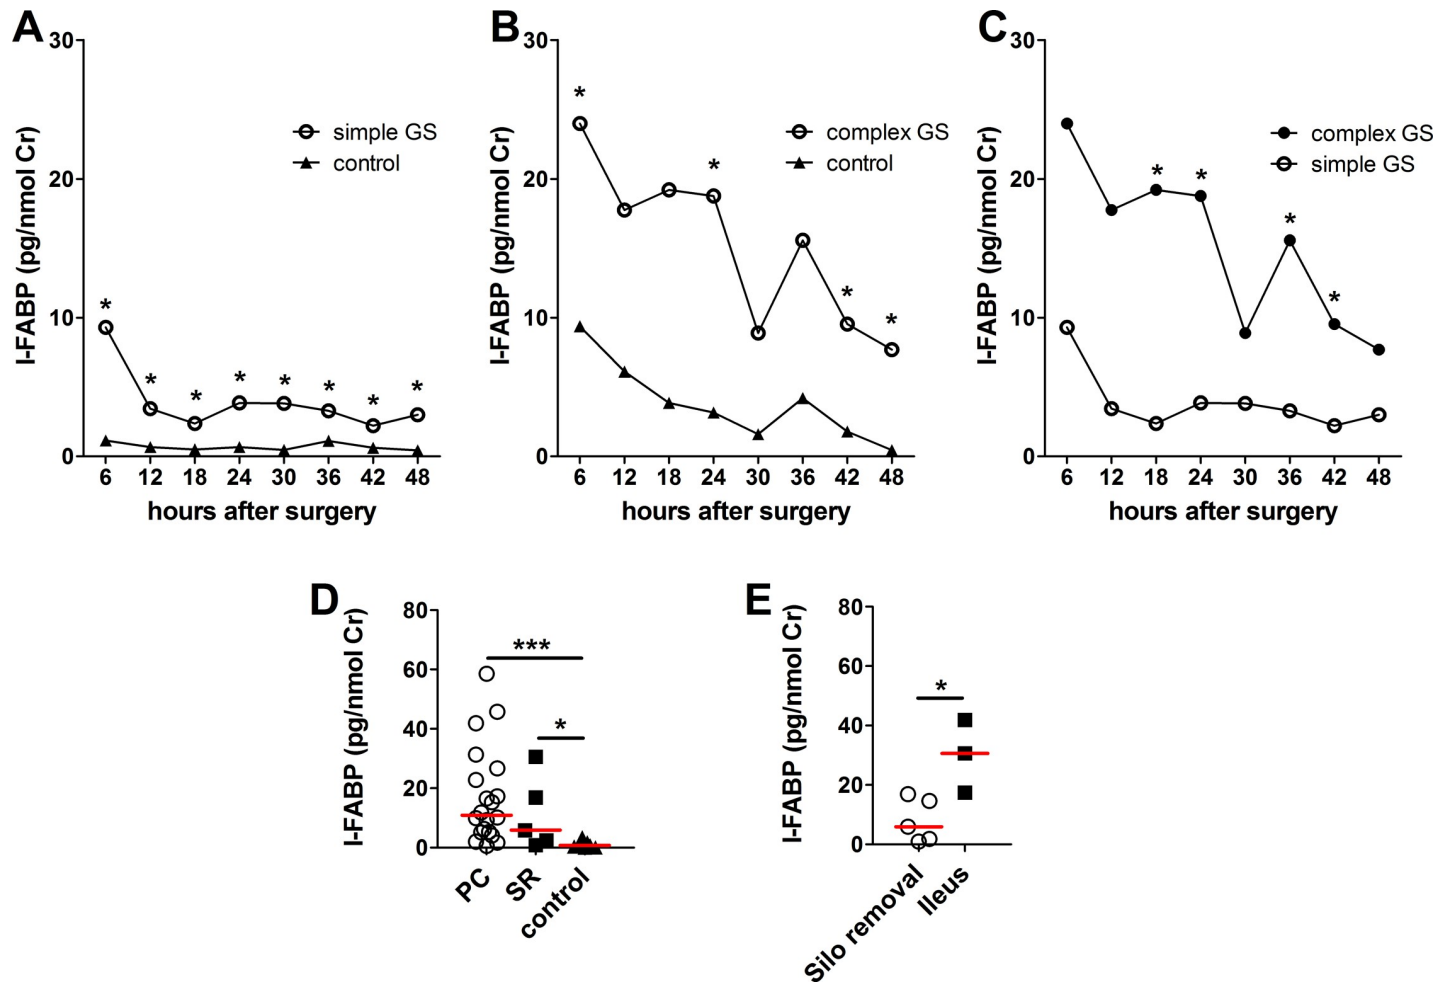 A
30
20
10
0
I-FABP (pg/nmol Cr)
simple GS
control
*
*
*
*
*
*
*
*
6 12 18 24 30 36 42 48
hours after surgery
B
30
20
10
0
I-FABP (pg/nmol Cr)
complex GS
control
*
*
*
*
6 12 18 24 30 36 42 48
hours after surgery
C
30
20
10
0
I-FABP (pg/nmol Cr)
complex GS
simple GS
*
*
*
*
6 12 18 24 30 36 42 48
hours after surgery
D
80
60
40
20
0
I-FABP (pg/nmol Cr)
***
*
PC
SR
control
E
80
60
40
20
0
I-FABP (pg/nmol Cr)
*
Silo removal
Ileus